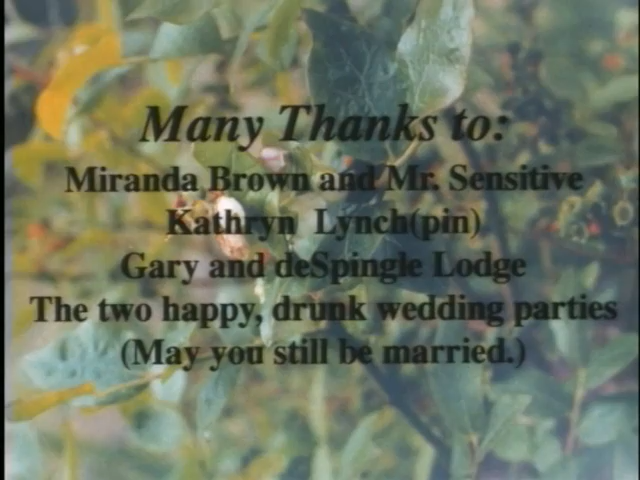 Many Thanks to:
Miranda Brown and Mr. Sensitive
Kathryn Lynch(pin)
Gary and deSpingle Lodge
The two happy, drunk wedding parties
(May you still be married.)